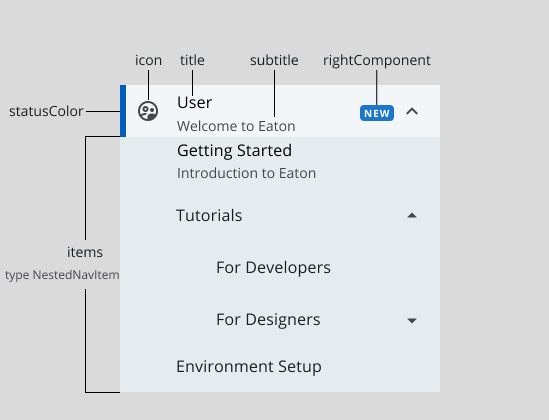 icon title subtitle rightComponent
statusColor
User
NEW
Welcome to Eaton
Getting Started
Introduction to Eaton
Tutorials
items
type NestedNavItem
For Developers
For Designers
Environment Setup